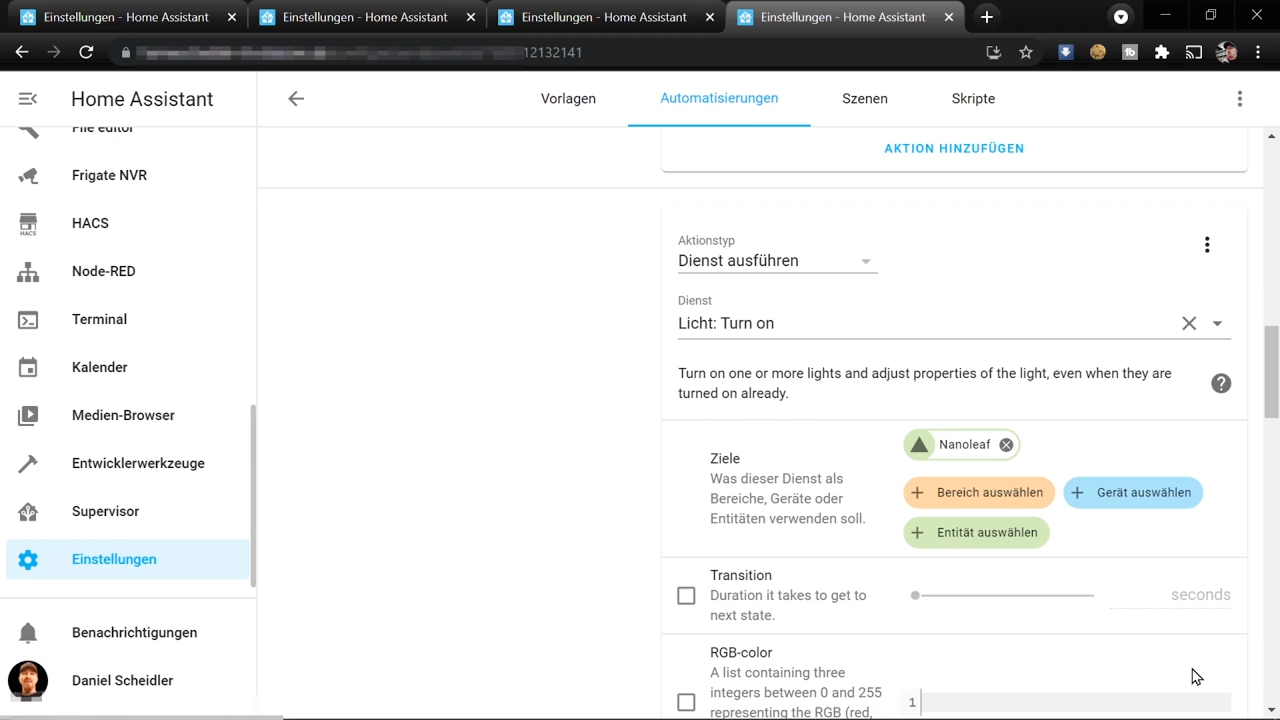 Einstellungen - Home Assistant
Einstellungen - Home Assistant
Einstellungen - Home Assistant
Einstellungen - Home Assistant
12132141
Home Assistant
Vorlagen
Automatisierungen
Szenen
Skripte
File editor
Frigate NVR
HACS
HACS
Node-RED
Terminal
Kalender
Medien-Browser
Entwicklerwerkzeuge
Supervisor
Einstellungen
Benachrichtigungen
Daniel Scheidler
AKTION HINZUFÜGEN
Aktionstyp
Dienst ausführen
Dienst
Licht: Turn on
Turn on one or more lights and adjust properties of the light, even when they are
turned on already.
Ziele
Was dieser Dienst als
Bereiche, Geräte oder
Entitäten verwenden soll.
Nanoleaf
Bereich auswählen
Gerät auswählen
Entität auswählen
Transition
Duration it takes to get to
next state.
seconds
RGB-color
A list containing three
integers between 0 and 255
representing the RGB (red,
1